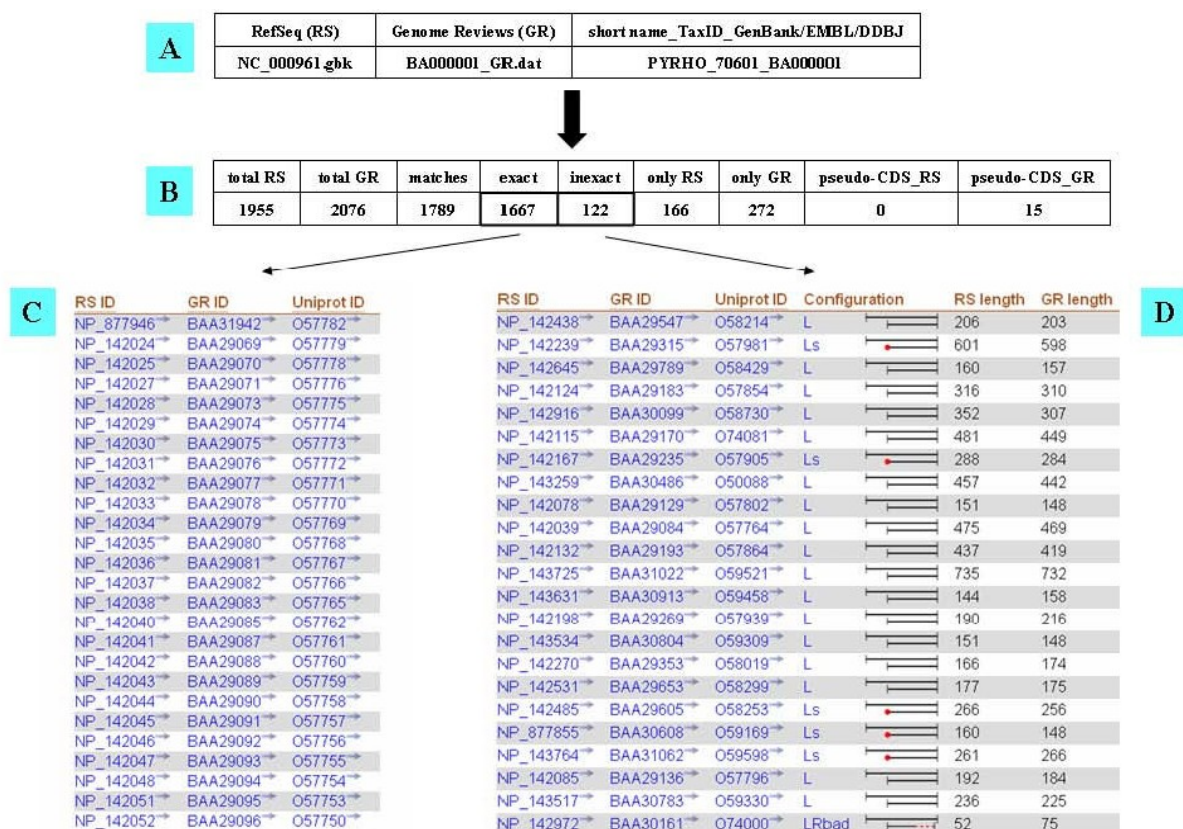 A
RefSeq (RS) Genome Reviews (GR) short name_TaxID_GenBank/EMBL/DDBJ
NC_000961.gbk BA000001_GR.dat PYRHO_70601_BA000001
B
total RS total GR matches exact inexact only RS only GR pseudo-CDS_RS pseudo-CDS_GR
1955 2076 1789 1667 122 166 272 0 15
C
RS ID GR ID Uniprot ID
NP_877946 BAA31942 O57782
NP_142024 BAA29069 O57779
NP_142025 BAA29070 O57778
NP_142027 BAA29071 O57776
NP_142028 BAA29073 O57775
NP_142029 BAA29074 O57774
NP_142030 BAA29075 O57773
NP_142031 BAA29076 O57772
NP_142032 BAA29077 O57771
NP_142033 BAA29078 O57770
NP_142034 BAA29079 O57769
NP_142035 BAA29080 O57768
NP_142036 BAA29081 O57767
NP_142037 BAA29082 O57766
NP_142038 BAA29083 O57765
NP_142040 BAA29085 O57762
NP_142041 BAA29087 O57761
NP_142042 BAA29088 O57760
NP_142043 BAA29089 O57759
NP_142044 BAA29090 O57758
NP_142045 BAA29091 O57757
NP_142046 BAA29092 O57756
NP_142047 BAA29093 O57755
NP_142048 BAA29094 O57754
NP_142051 BAA29095 O57753
NP_142052 BAA29096 O57750
D
RS ID GR ID Uniprot ID Configuration RS length GR length
NP_142438 BAA29547 O58214 L 206 203
NP_142239 BAA29315 O57981 Ls 601 598
NP_142645 BAA29789 O58429 L 160 157
NP_142124 BAA29183 O57854 L 316 310
NP_142916 BAA30099 O58730 L 352 307
NP_142115 BAA29170 O74081 L 481 449
NP_142167 BAA29235 O57905 Ls 288 284
NP_143259 BAA30486 O50088 L 457 442
NP_142078 BAA29129 O57802 L 151 148
NP_142039 BAA29084 O57764 L 475 469
NP_142132 BAA29193 O57864 L 437 419
NP_143725 BAA31022 O59521 L 735 732
NP_143631 BAA30913 O59458 L 144 158
NP_142198 BAA29269 O57939 L 190 216
NP_143534 BAA30804 O59309 L 151 148
NP_142270 BAA29353 O58019 L 166 174
NP_142531 BAA29653 O58299 L 177 175
NP_142485 BAA29605 O58253 Ls 266 256
NP_877855 BAA30608 O59169 Ls 160 148
NP_143764 BAA31062 O59598 Ls 261 266
NP_142085 BAA29136 O57796 L 192 184
NP_143517 BAA30783 O59330 L 236 225
NP_142972 BAA30161 O74000 LRbad 52 75